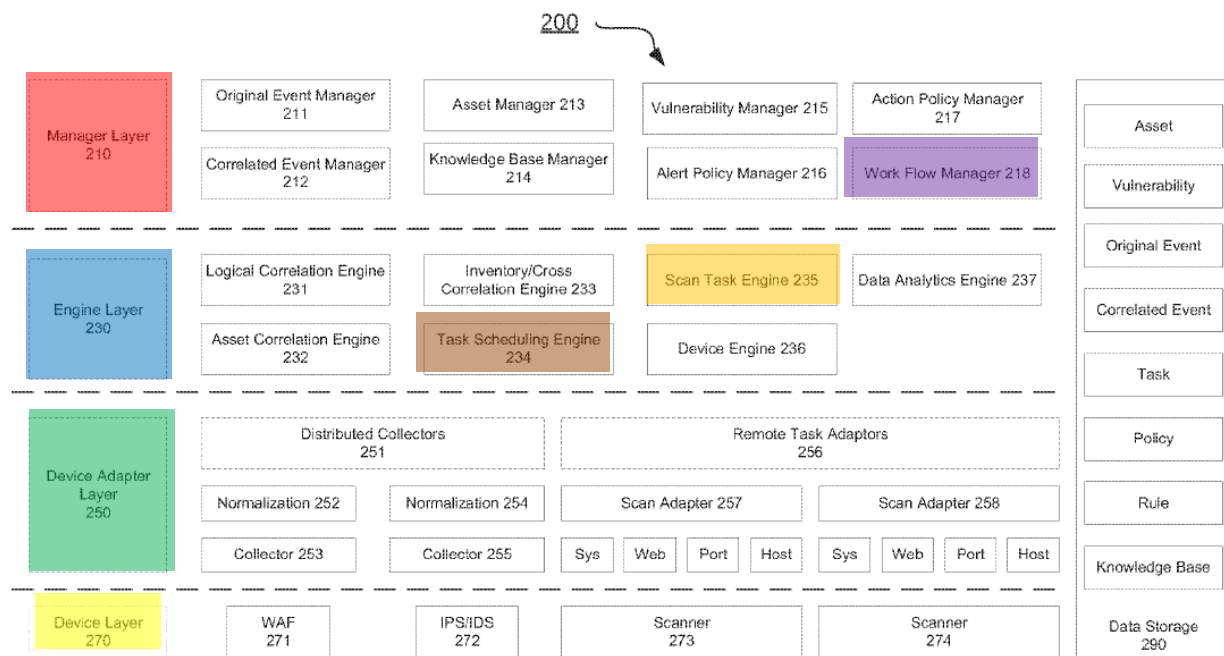 200
Manager Layer
210
Original Event Manager
211
Asset Manager 213
Vulnerability Manager 215
Action Policy Manager
217
Correlated Event Manager
212
Knowledge Base Manager
214
Alert Policy Manager 216
Work Flow Manager 218
Engine Layer
230
Logical Correlation Engine
231
Inventory/Cross
Correlation Engine 233
Scan Task Engine 235
Data Analytics Engine 237
Asset Correlation Engine
232
Task Scheduling Engine
234
Device Engine 236
Device Adapter
Layer
250
Distributed Collectors
251
Remote Task Adaptors
256
Normalization 252
Normalization 254
Scan Adapter 257
Scan Adapter 258
Collector 253
Collector 255
Sys
Web
Port
Host
Sys
Web
Port
Host
Device Layer
270
WAF
271
IPS/IDS
272
Scanner
273
Scanner
274
Asset
Vulnerability
Original Event
Correlated Event
Task
Policy
Rule
Knowledge Base
Data Storage
290